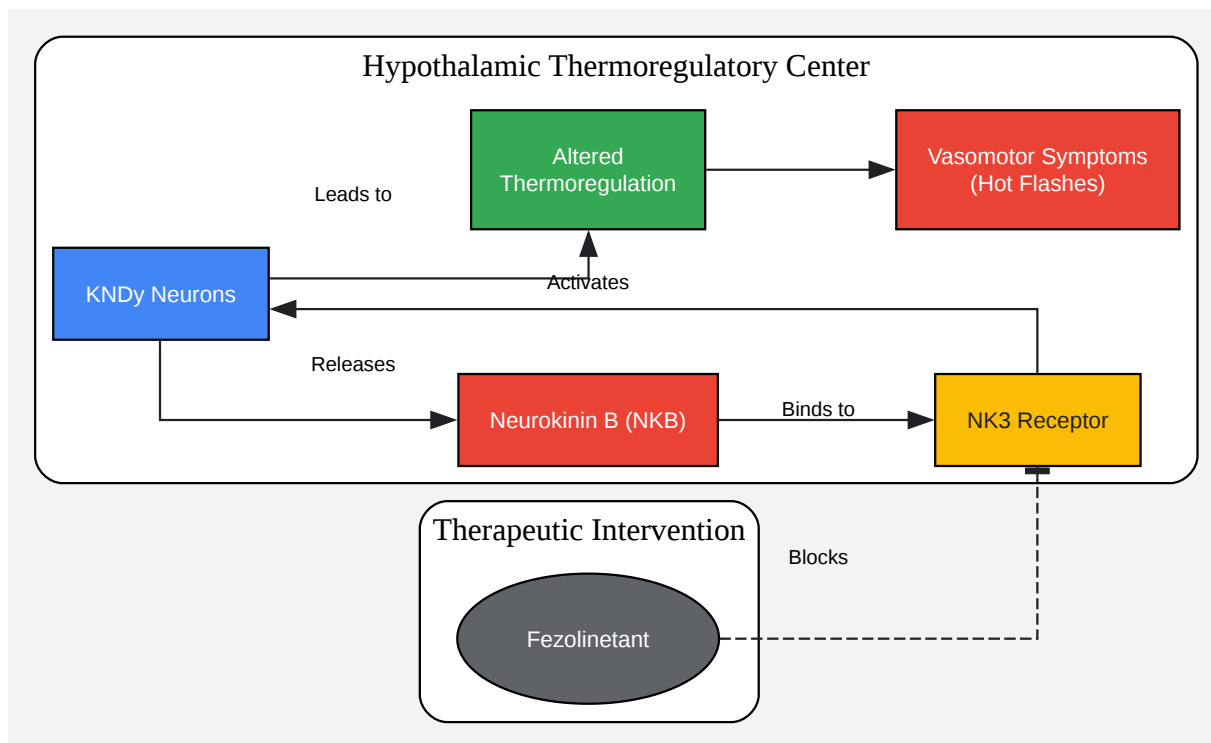 Hypothalamic Thermoregulatory Center
Altered
Thermoregulation
Vasomotor Symptoms
(Hot Flashes)
Leads to
KNDy Neurons
Activates
Releases
Neurokinin B (NKB)
Binds to
NK3 Receptor
Therapeutic Intervention
Blocks
Fezolinetant